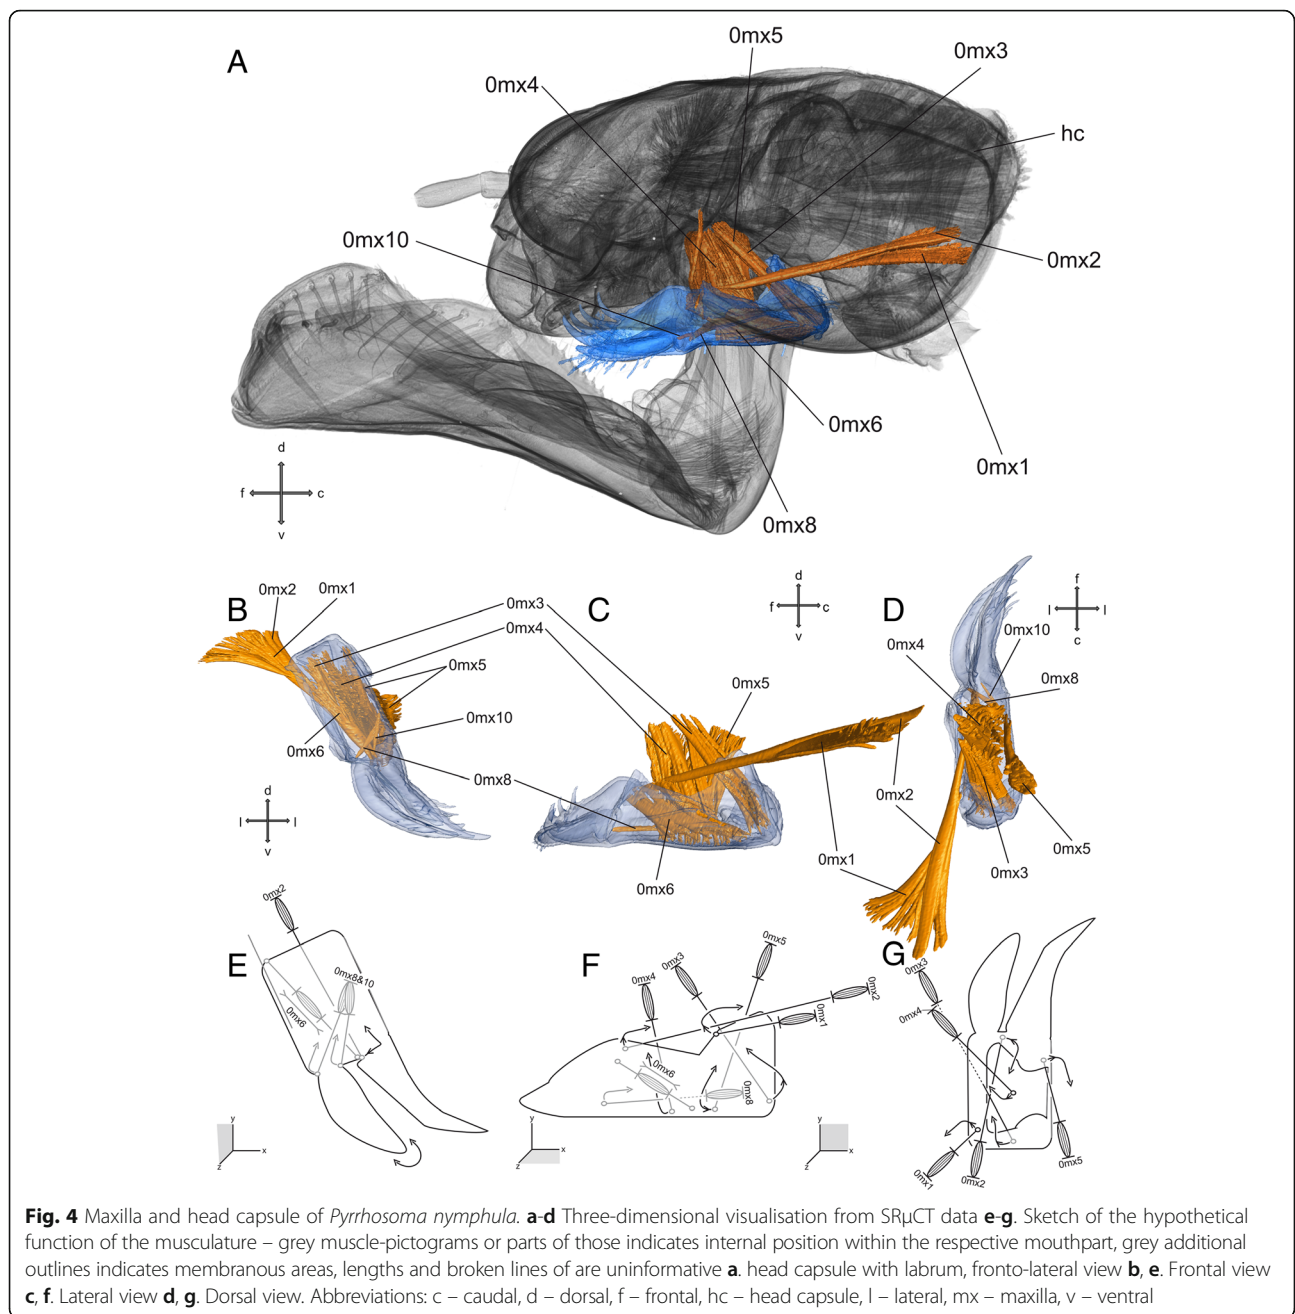 A
0mx5
0mx3
0mx4
hc
0mx10
0mx2
0mx6
0mx1
0mx8
d
f
c
v
B
0mx2
0mx1
0mx3
0mx4
0mx5
0mx10
0mx6
0mx8
d
l
l
v
C
d
f
c
v
0mx5
0mx2
0mx1
0mx6
D
f
l
l
c
0mx10
0mx4
0mx8
0mx5
0mx3
E
0mx2
0mx8&10
0mx6
y
x
z
F
0mx5
0mx3
0mx4
0mx2
0mx1
0mx6
0mx8
y
x
z
G
0mx3
0mx4
0mx5
0mx1
0mx2
y
x
z
Fig. 4 Maxilla and head capsule of Pyrrhosoma nymphula. a-d Three-dimensional visualisation from SRμCT data e-g. Sketch of the hypothetical
function of the musculature – grey muscle-pictograms or parts of those indicates internal position within the respective mouthpart, grey additional
outlines indicates membranous areas, lengths and broken lines of are uninformative a. head capsule with labrum, fronto-lateral view b, e. Frontal view
c, f. Lateral view d, g. Dorsal view. Abbreviations: c – caudal, d – dorsal, f – frontal, hc – head capsule, l – lateral, mx – maxilla, v – ventral